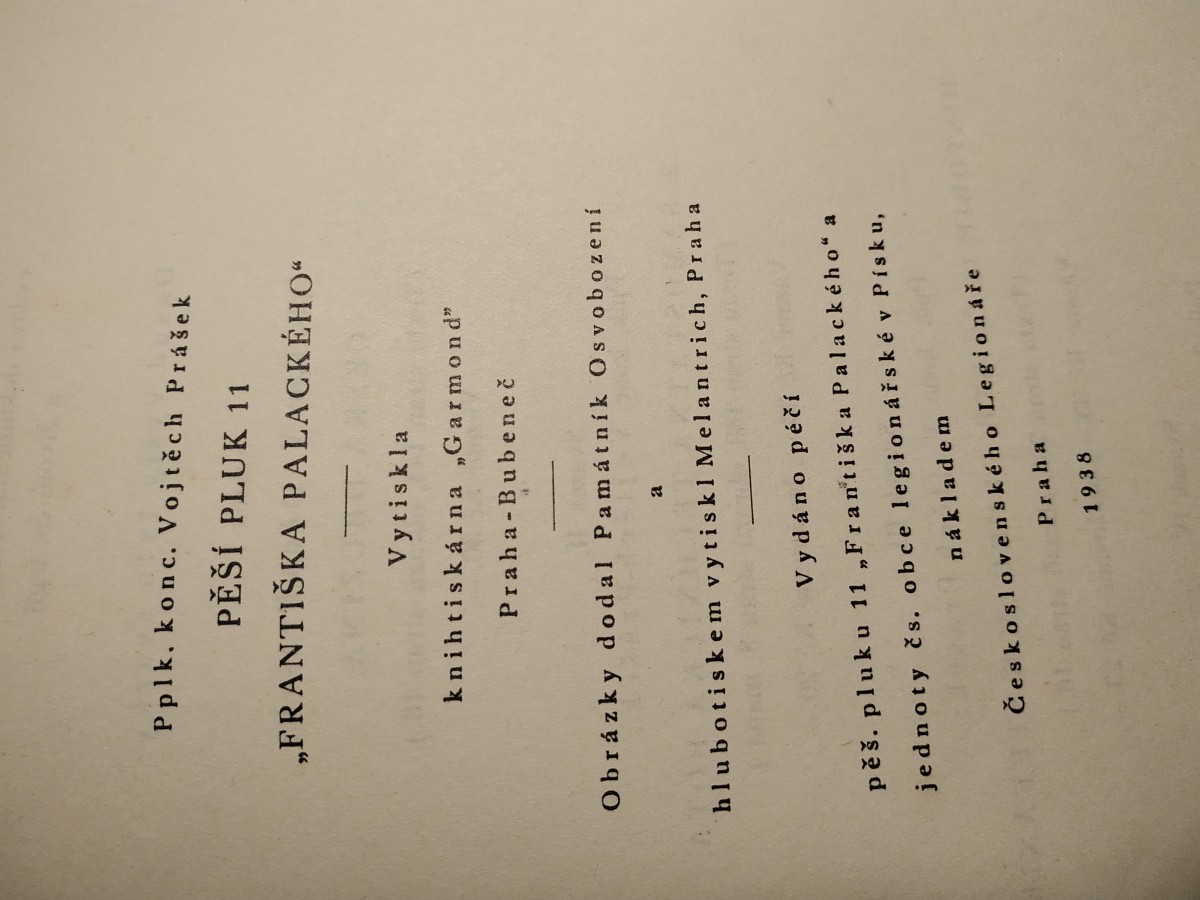 Pplk. konc. Vojtěch Prášek
PĚŠÍ PLUK 11
„FRANTIŠKA PALACKÉHO“
Vytiskla
knihtiskárna „Garmond”
Praha-Bubeneč
Obrázky dodal Památník Osvobození
a
hlubotiskem vytiskl Melantrich, Praha
Vydáno péčí
pěš. pluku 11 „Františka Palackého“ a
jednoty čs. obce legionářské v Písku,
nákladem
Československého Legionáře
Praha
1938